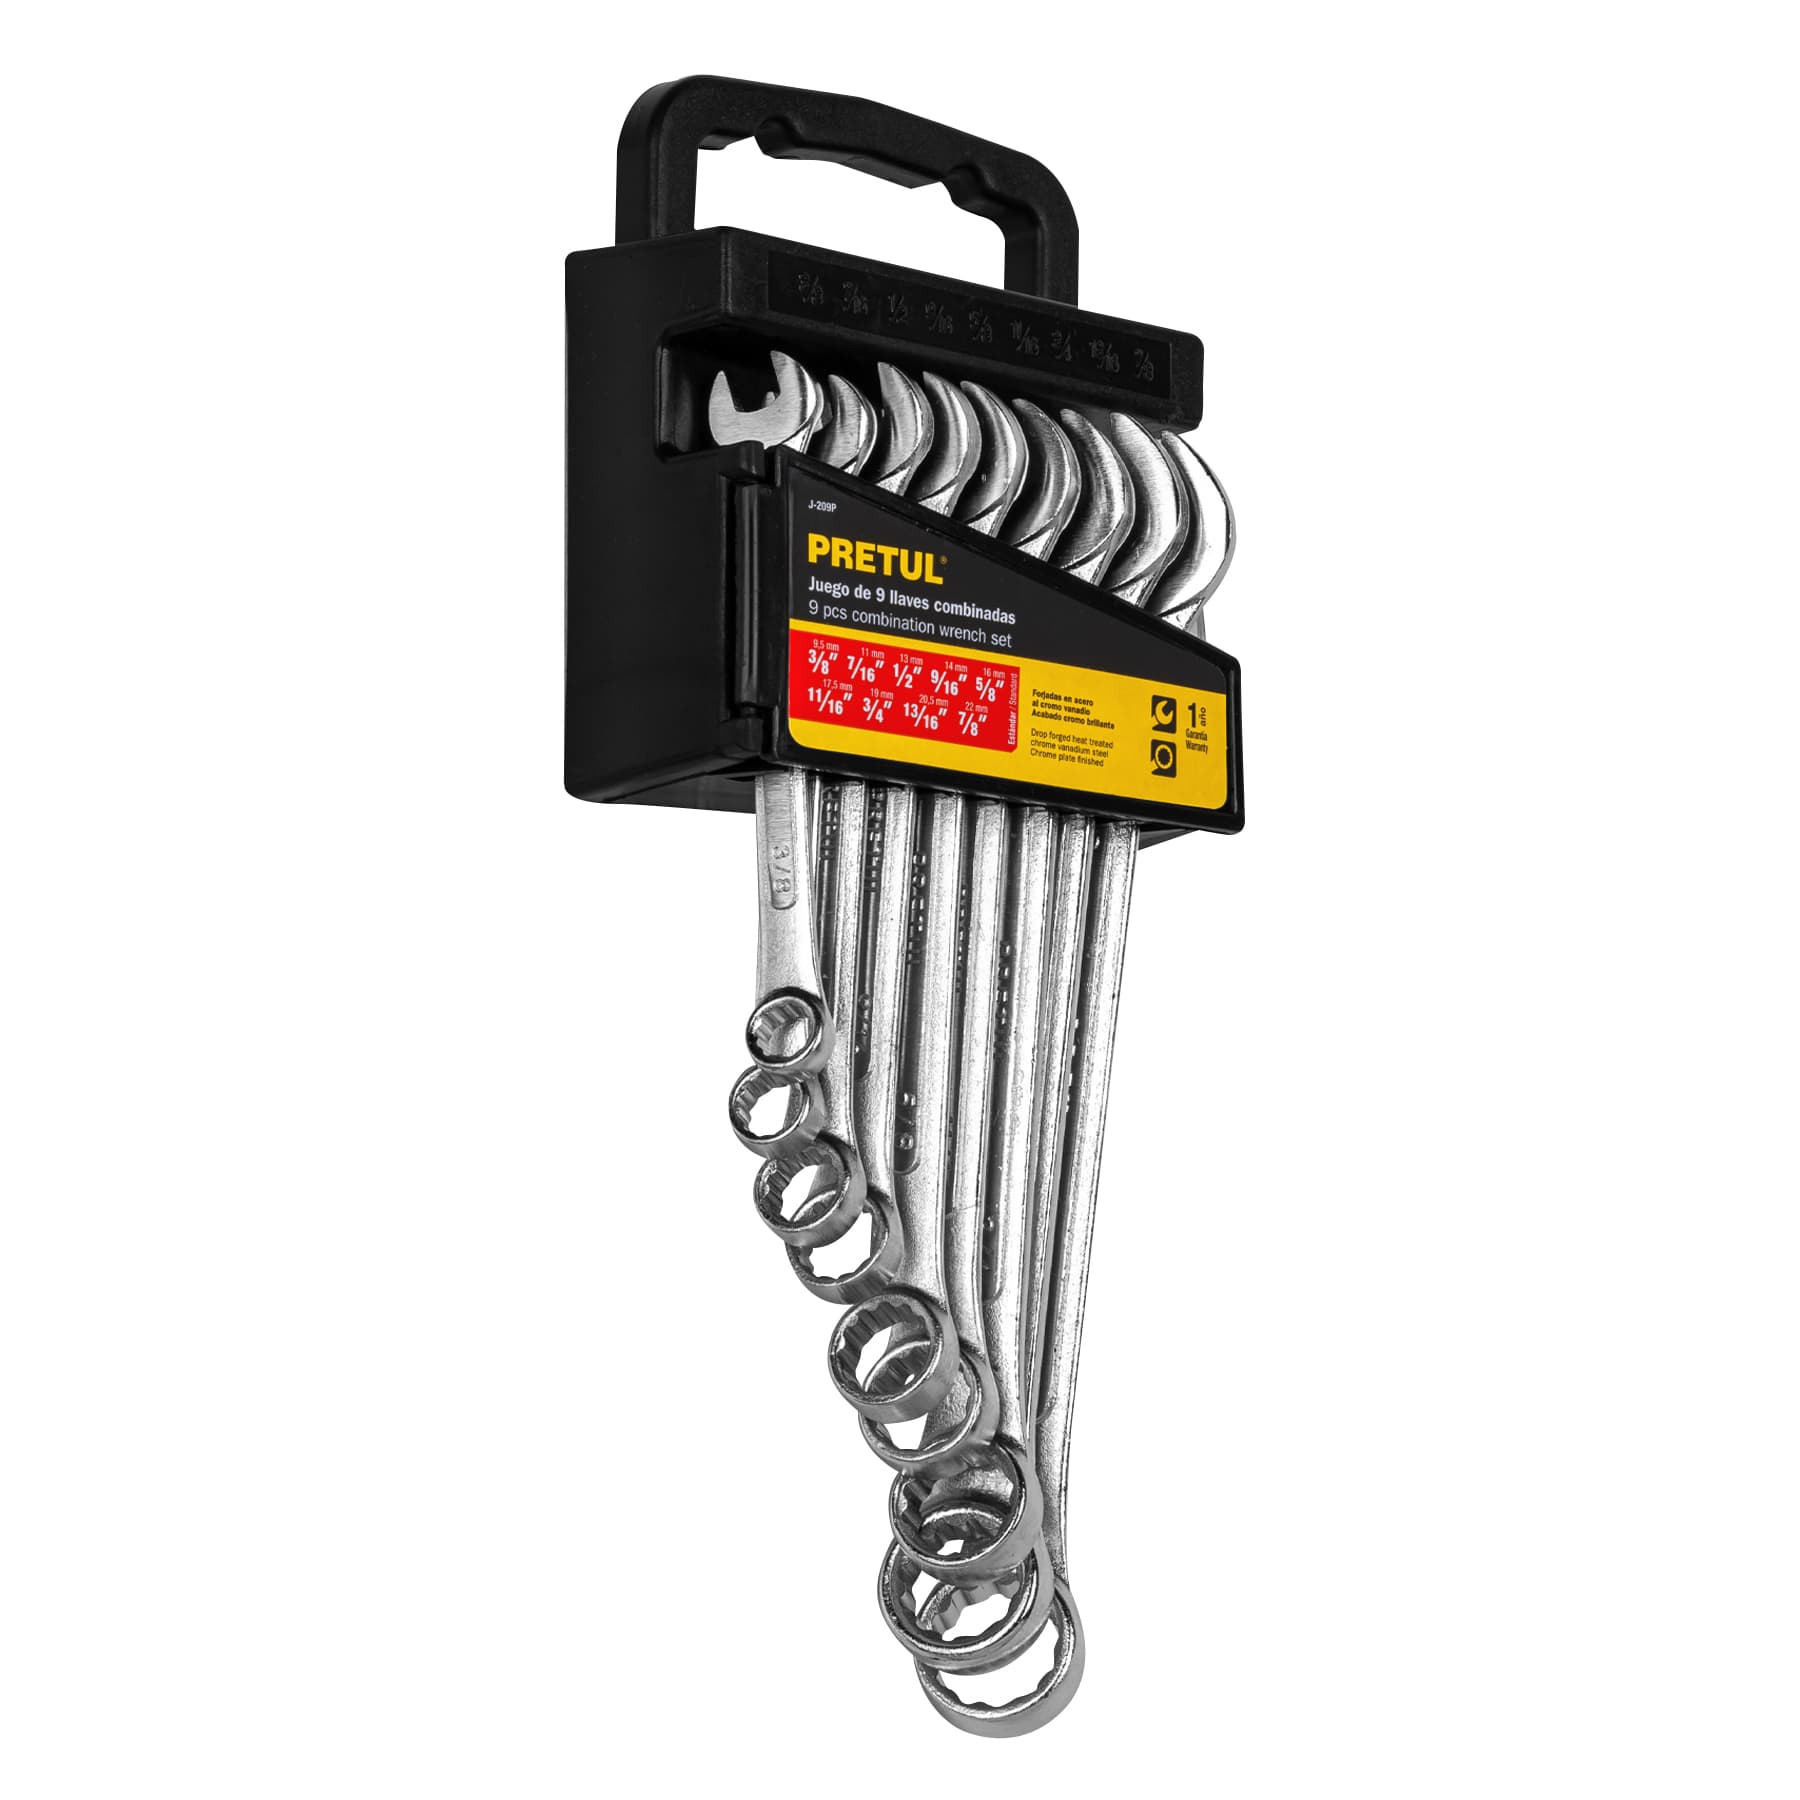 3/8 7/16 1/2 9/16 5/8 11/16 3/4 13/16 7/8
J-209P
PRETUL®
Juego de 9 llaves combinadas
9 pcs combination wrench set
9,5 mm 11 mm 13 mm 14 mm 16 mm
3/8” 7/16” 1/2” 9/16” 5/8”
17,5 mm 19 mm 20,5 mm 22 mm
11/16” 3/4” 13/16” 7/8”
Estándar / Standard
Forjadas en acero
al cromo vanadio
Acabado cromo brillante
Drop forged heat treated
chrome vanadium steel
Chrome plate finished
1 año
Garantía
Warranty
3/8